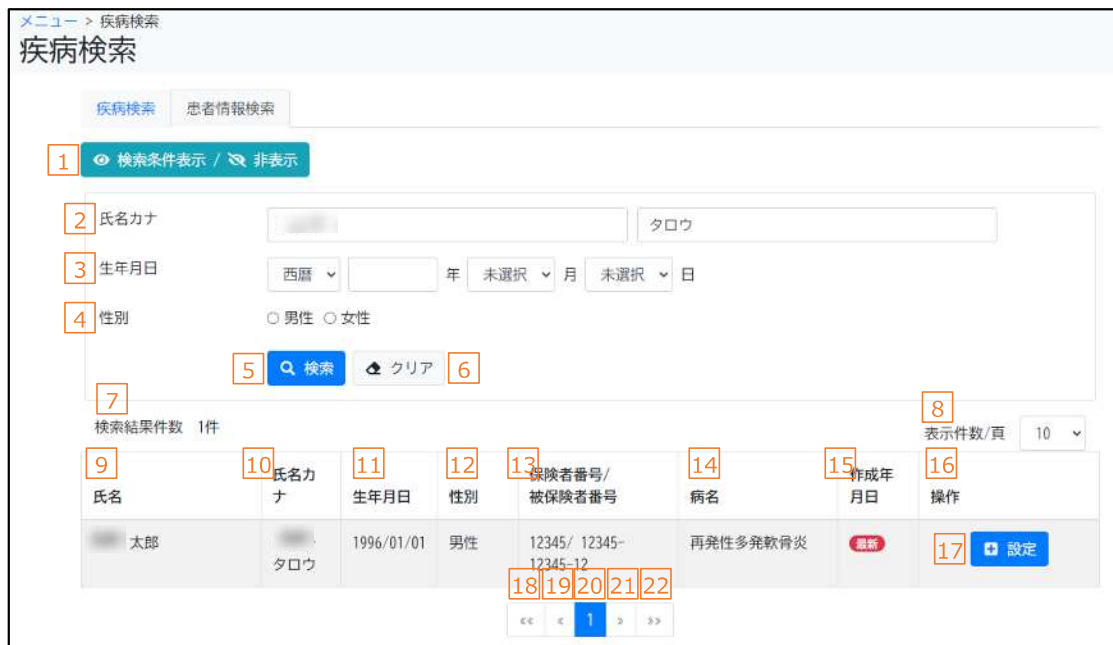 メニュー > 疾病検索
疾病検索
疾病検索 患者情報検索
1 検索条件表示 / 非表示
2 氏名カナ タロウ
3 生年月日 西暦 年 未選択 月 未選択 日
4 性別 男性 女性
5 検索 クリア 6
7 8
検索結果件数 1件 表示件数/頁 10
9 10 11 12 13 14 15 16
氏名 氏名カナ 生年月日 性別 保険者番号/被保険者番号 病名 作成年月日 操作
太郎 タロウ 1996/01/01 男性 12345/ 12345-12345-12 再発性多発軟骨炎 最新 17 設定
18 19 20 21 22
«« « 1 » »»